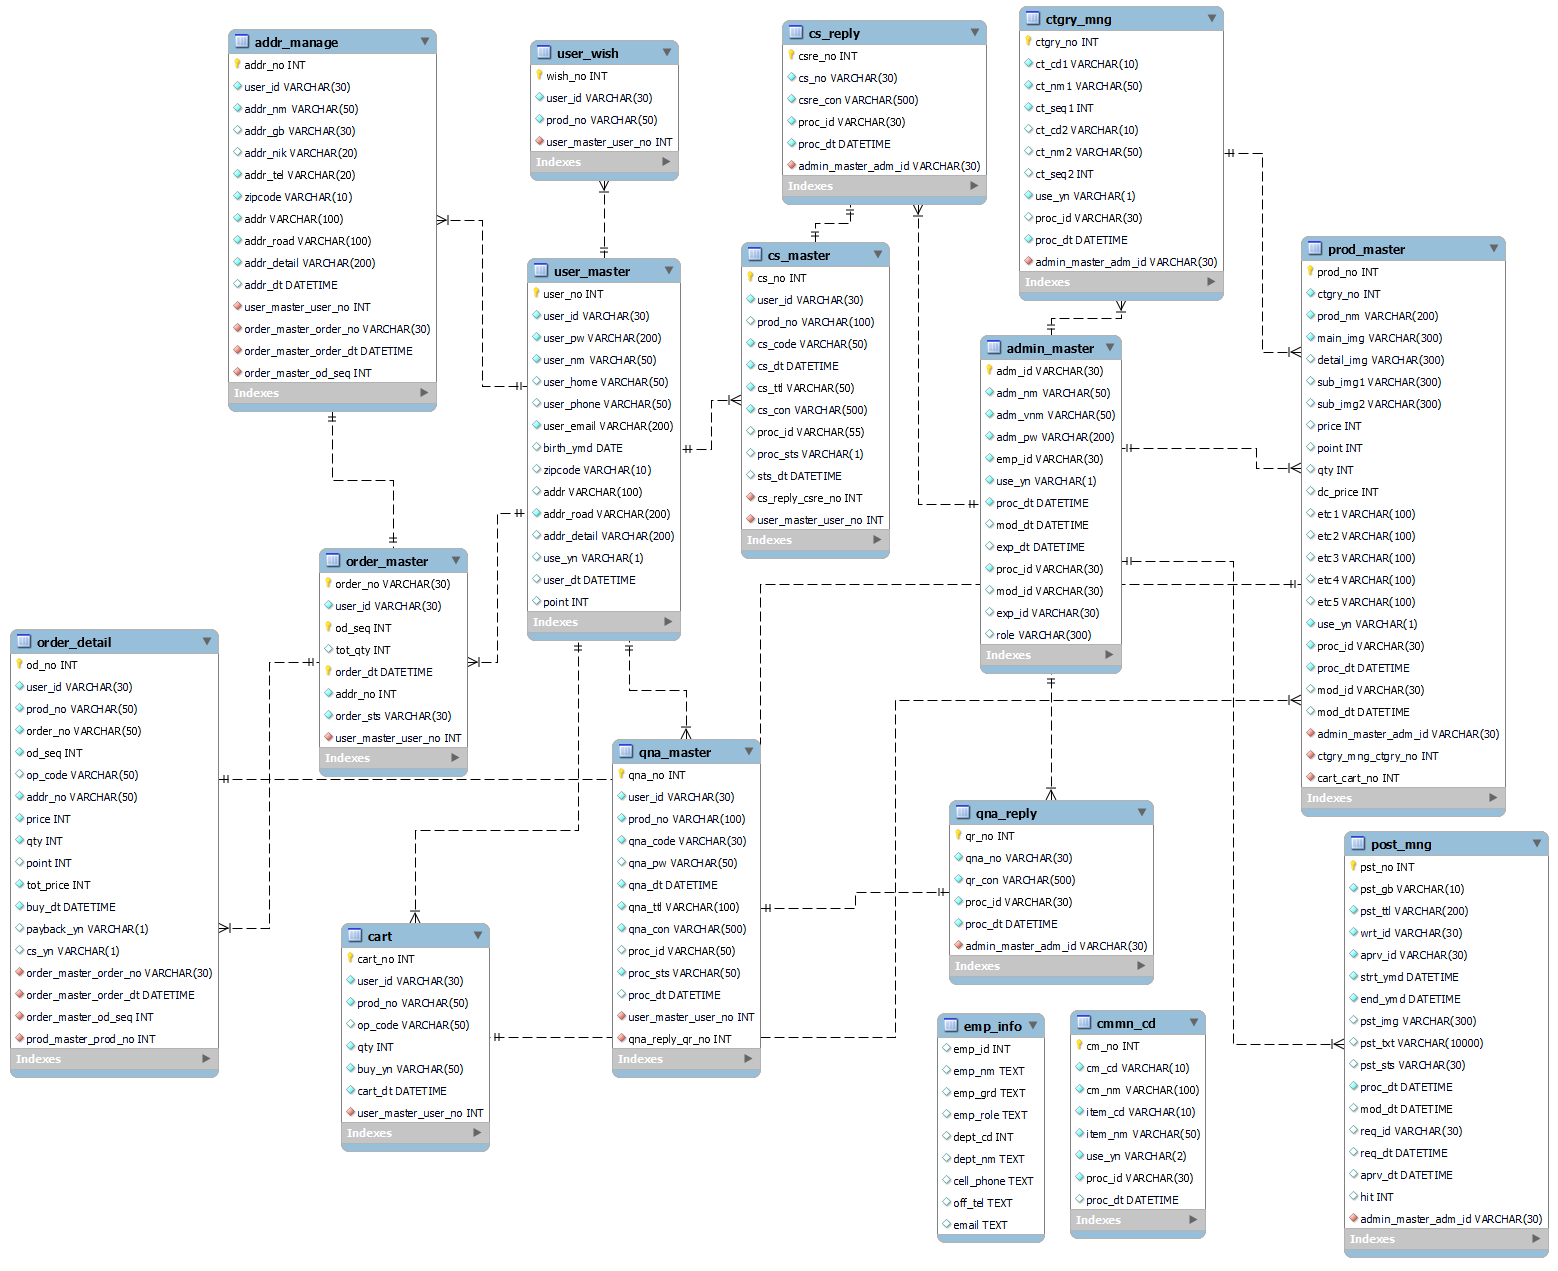 addr_manage
addr_no INT
user_id VARCHAR(30)
addr_nm VARCHAR(50)
addr_gb VARCHAR(30)
addr_nik VARCHAR(20)
addr_tel VARCHAR(20)
zipcode VARCHAR(10)
addr VARCHAR(100)
addr_road VARCHAR(100)
addr_detail VARCHAR(200)
addr_dt DATETIME
user_master_user_no INT
order_master_order_no VARCHAR(30)
order_master_order_dt DATETIME
order_master_od_seq INT
Indexes
user_wish
wish_no INT
user_id VARCHAR(30)
prod_no VARCHAR(50)
user_master_user_no INT
Indexes
cs_reply
csre_no INT
cs_no VARCHAR(30)
csre_con VARCHAR(500)
proc_id VARCHAR(30)
proc_dt DATETIME
admin_master_adm_id VARCHAR(30)
Indexes
ctgry_mng
ctgry_no INT
ct_cd1 VARCHAR(10)
ct_nm1 VARCHAR(50)
ct_seq1 INT
ct_cd2 VARCHAR(10)
ct_nm2 VARCHAR(50)
ct_seq2 INT
use_yn VARCHAR(1)
proc_id VARCHAR(30)
proc_dt DATETIME
admin_master_adm_id VARCHAR(30)
Indexes
user_master
user_no INT
user_id VARCHAR(30)
user_pw VARCHAR(200)
user_nm VARCHAR(50)
user_home VARCHAR(50)
user_phone VARCHAR(50)
user_email VARCHAR(200)
birth_ymd DATE
zipcode VARCHAR(10)
addr VARCHAR(100)
addr_road VARCHAR(200)
addr_detail VARCHAR(200)
use_yn VARCHAR(1)
user_dt DATETIME
point INT
Indexes
cs_master
cs_no INT
user_id VARCHAR(30)
prod_no VARCHAR(100)
cs_code VARCHAR(50)
cs_dt DATETIME
cs_ttl VARCHAR(50)
cs_con VARCHAR(500)
proc_id VARCHAR(55)
proc_sts VARCHAR(1)
sts_dt DATETIME
cs_reply_csre_no INT
user_master_user_no INT
Indexes
admin_master
adm_id VARCHAR(30)
adm_nm VARCHAR(50)
adm_vnm VARCHAR(50)
adm_pw VARCHAR(200)
emp_id VARCHAR(30)
use_yn VARCHAR(1)
proc_dt DATETIME
mod_dt DATETIME
exp_dt DATETIME
proc_id VARCHAR(30)
mod_id VARCHAR(30)
exp_id VARCHAR(30)
role VARCHAR(300)
Indexes
prod_master
prod_no INT
ctgry_no INT
prod_nm VARCHAR(200)
main_img VARCHAR(300)
detail_img VARCHAR(300)
sub_img1 VARCHAR(300)
sub_img2 VARCHAR(300)
price INT
point INT
qty INT
dc_price INT
etc1 VARCHAR(100)
etc2 VARCHAR(100)
etc3 VARCHAR(100)
etc4 VARCHAR(100)
etc5 VARCHAR(100)
use_yn VARCHAR(1)
proc_id VARCHAR(30)
proc_dt DATETIME
mod_id VARCHAR(30)
mod_dt DATETIME
admin_master_adm_id VARCHAR(30)
ctgry_mng_ctgry_no INT
cart_cart_no INT
Indexes
order_master
order_no VARCHAR(30)
user_id VARCHAR(30)
od_seq INT
tot_qty INT
order_dt DATETIME
addr_no INT
order_sts VARCHAR(30)
user_master_user_no INT
Indexes
order_detail
od_no INT
user_id VARCHAR(30)
prod_no VARCHAR(50)
order_no VARCHAR(50)
od_seq INT
op_code VARCHAR(50)
addr_no VARCHAR(50)
price INT
qty INT
point INT
tot_price INT
buy_dt DATETIME
payback_yn VARCHAR(1)
cs_yn VARCHAR(1)
order_master_order_no VARCHAR(30)
order_master_order_dt DATETIME
order_master_od_seq INT
prod_master_prod_no INT
Indexes
qna_master
qna_no INT
user_id VARCHAR(30)
prod_no VARCHAR(100)
qna_code VARCHAR(30)
qna_pw VARCHAR(50)
qna_dt DATETIME
qna_ttl VARCHAR(100)
qna_con VARCHAR(500)
proc_id VARCHAR(50)
proc_sts VARCHAR(50)
proc_dt DATETIME
user_master_user_no INT
qna_reply_qr_no INT
Indexes
qna_reply
qr_no INT
qna_no VARCHAR(30)
qr_con VARCHAR(500)
proc_id VARCHAR(30)
proc_dt DATETIME
admin_master_adm_id VARCHAR(30)
Indexes
cart
cart_no INT
user_id VARCHAR(30)
prod_no VARCHAR(50)
op_code VARCHAR(50)
qty INT
buy_yn VARCHAR(50)
cart_dt DATETIME
user_master_user_no INT
Indexes
emp_info
emp_id INT
emp_nm TEXT
emp_grd TEXT
emp_role TEXT
dept_cd INT
dept_nm TEXT
cell_phone TEXT
off_tel TEXT
email TEXT
cmmn_cd
cm_no INT
cm_cd VARCHAR(10)
cm_nm VARCHAR(100)
item_cd VARCHAR(10)
item_nm VARCHAR(50)
use_yn VARCHAR(2)
proc_id VARCHAR(30)
proc_dt DATETIME
Indexes
post_mng
pst_no INT
pst_gb VARCHAR(10)
pst_ttl VARCHAR(200)
wrt_id VARCHAR(30)
aprv_id VARCHAR(30)
strt_ymd DATETIME
end_ymd DATETIME
pst_img VARCHAR(300)
pst_txt VARCHAR(10000)
pst_sts VARCHAR(30)
proc_dt DATETIME
mod_dt DATETIME
req_id VARCHAR(30)
req_dt DATETIME
aprv_dt DATETIME
hit INT
admin_master_adm_id VARCHAR(30)
Indexes